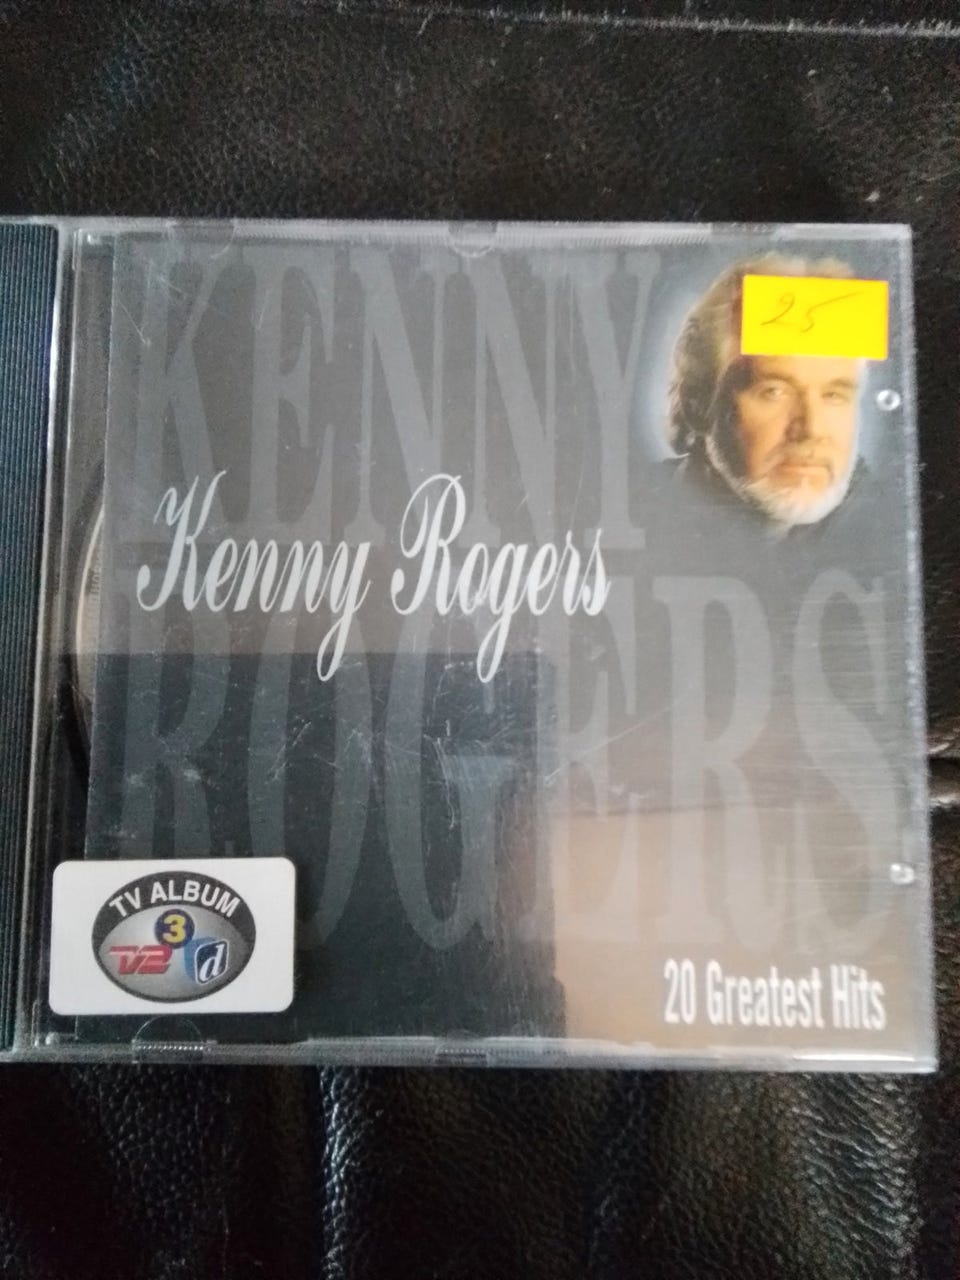 KENNY
25
Kenny Rogers
ROGERS
TV ALBUM
3
TV2
d
20 Greatest Hits